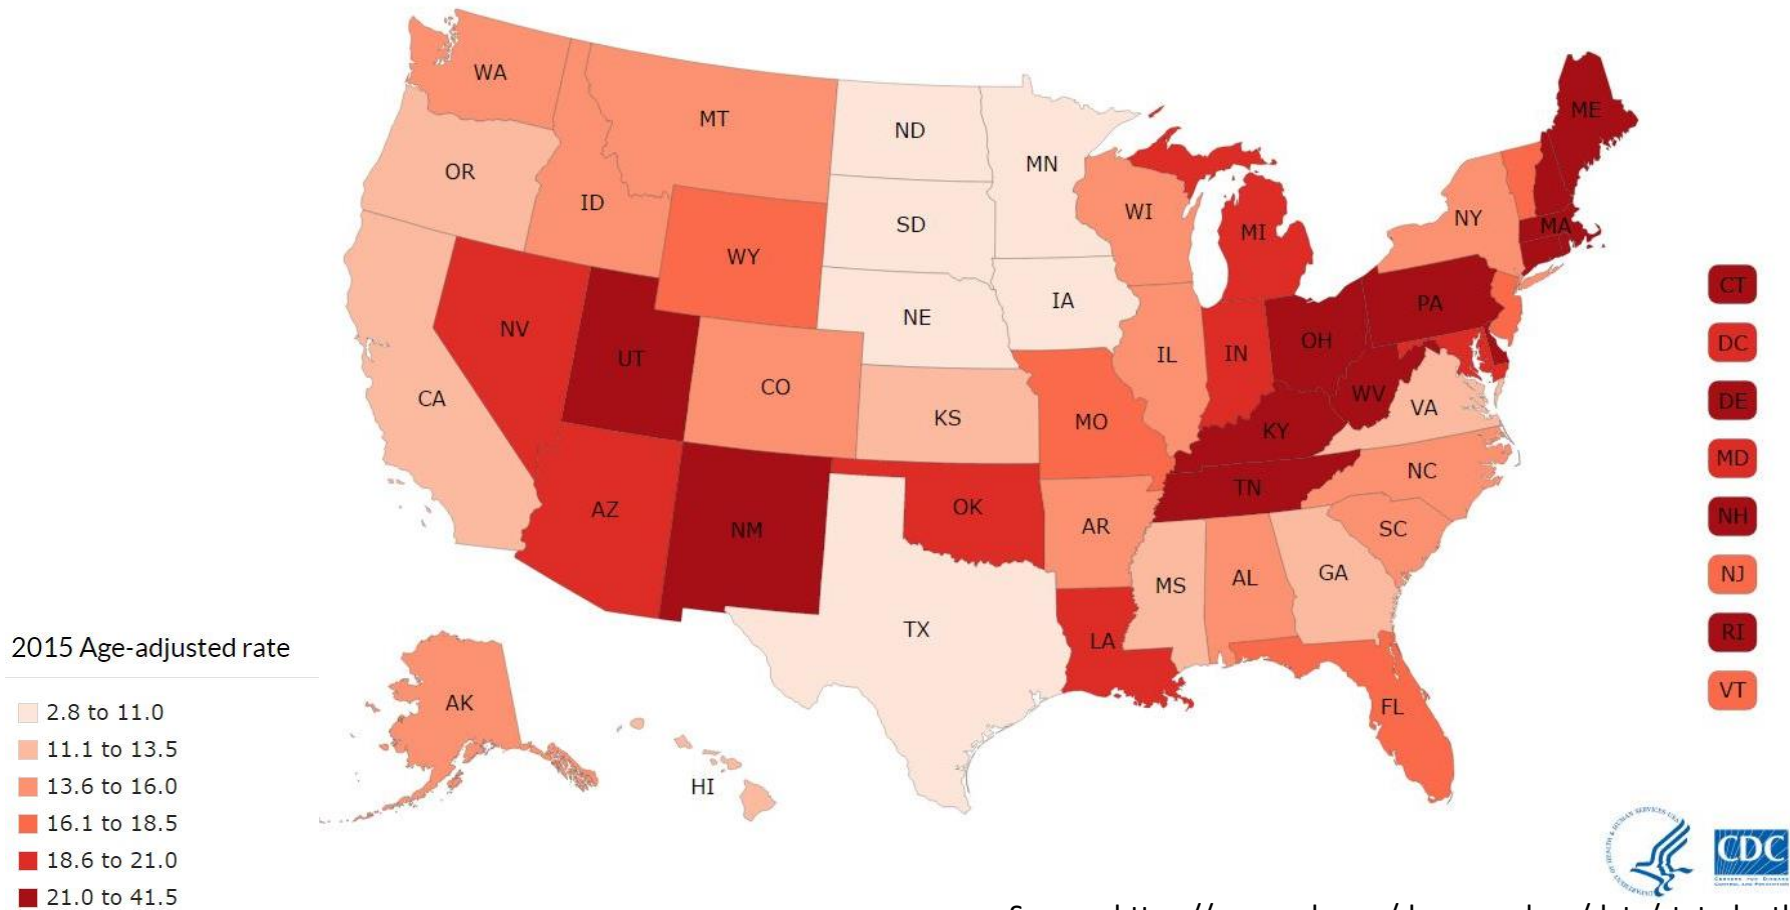 WA
MT
ND
MN
ME
OR
ID
SD
WI
NY
MA
WY
MI
NE
IA
PA
NV
UT
CO
KS
MO
IL
IN
OH
WV
VA
CA
KY
AZ
NM
OK
AR
TN
NC
SC
TX
LA
MS
AL
GA
FL
AK
HI
CT
DC
DE
MD
NH
NJ
RI
VT
2015 Age-adjusted rate
2.8 to 11.0
11.1 to 13.5
13.6 to 16.0
16.1 to 18.5
18.6 to 21.0
21.0 to 41.5
CDC